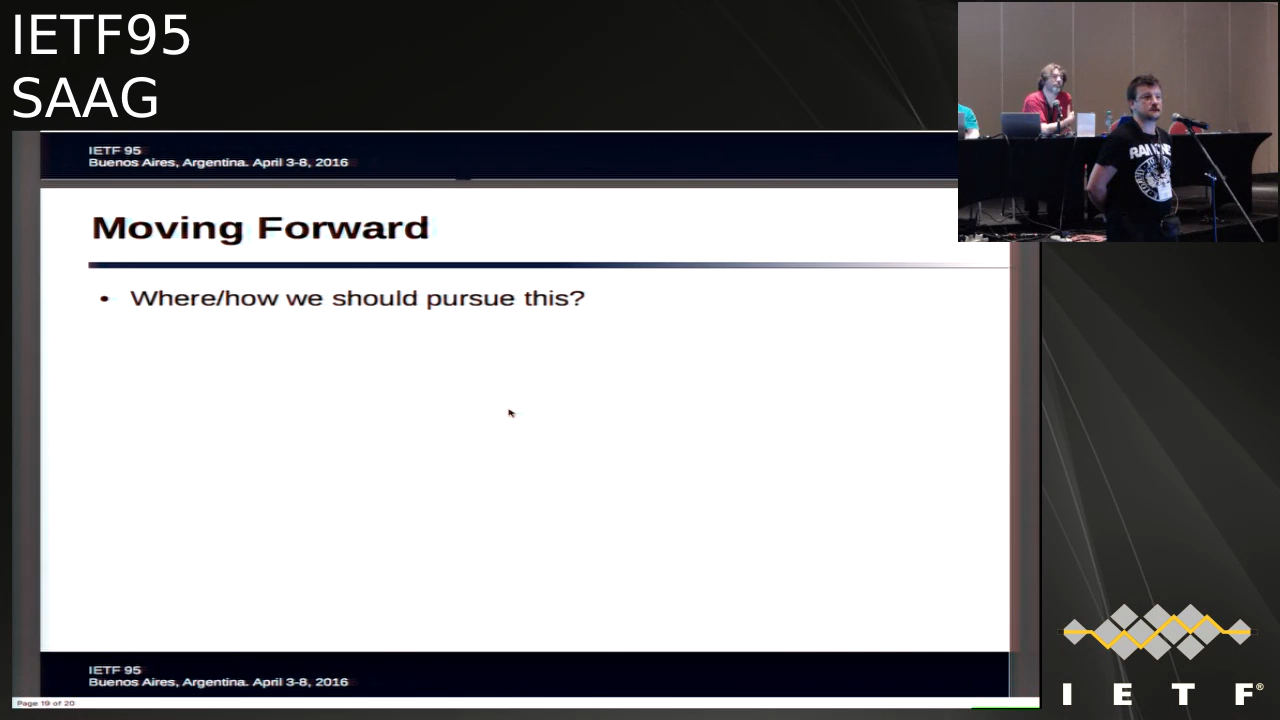 IETF95
SAAG
IETF 95
Buenos Aires, Argentina. April 3-8, 2016
Moving Forward
• Where/how we should pursue this?
IETF 95
Buenos Aires, Argentina. April 3-8, 2016
Page 19 of 20
RAMONES
I E T F®